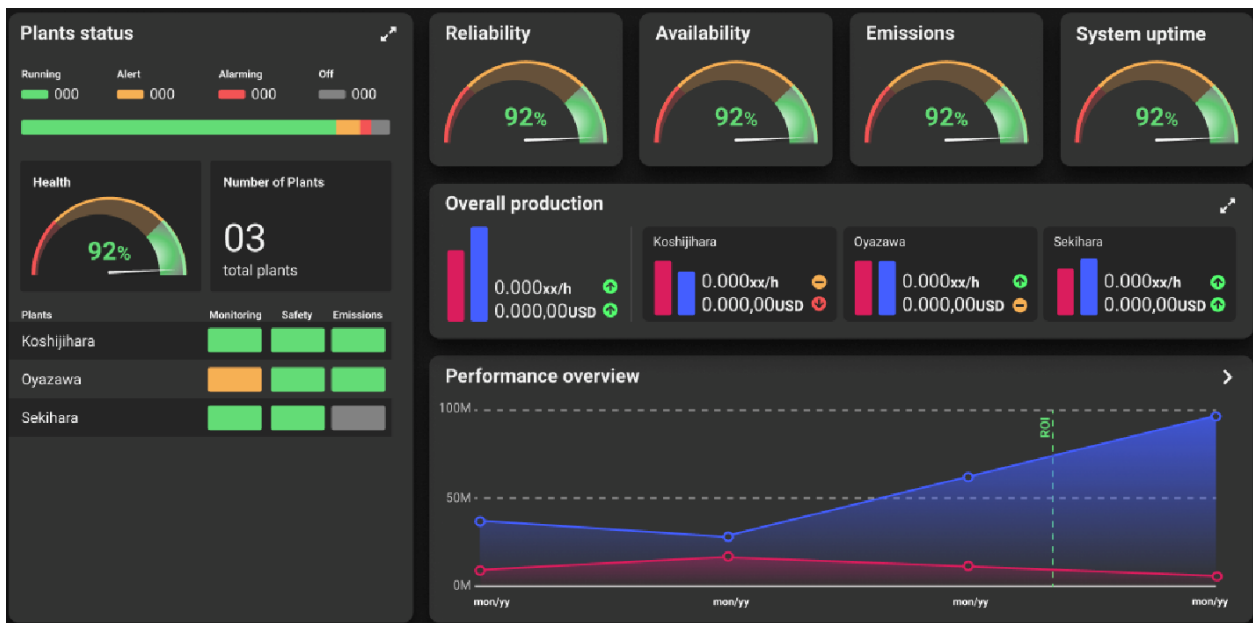 Plants status
Running Alert Alarming Off
000 000 000 000
Health
92%
Number of Plants
03
total plants
Plants Monitoring Safety Emissions
Koshijihara
Oyazawa
Sekihara
Reliability
92%
Availability
92%
Emissions
92%
System uptime
92%
Overall production
0.000xx/h
0.000,00USD
Koshijihara
0.000xx/h
0.000,00USD
Oyazawa
0.000xx/h
0.000,00USD
Sekihara
0.000xx/h
0.000,00USD
Performance overview
100M
ROI
50M
0M
mon/yy mon/yy mon/yy mon/yy